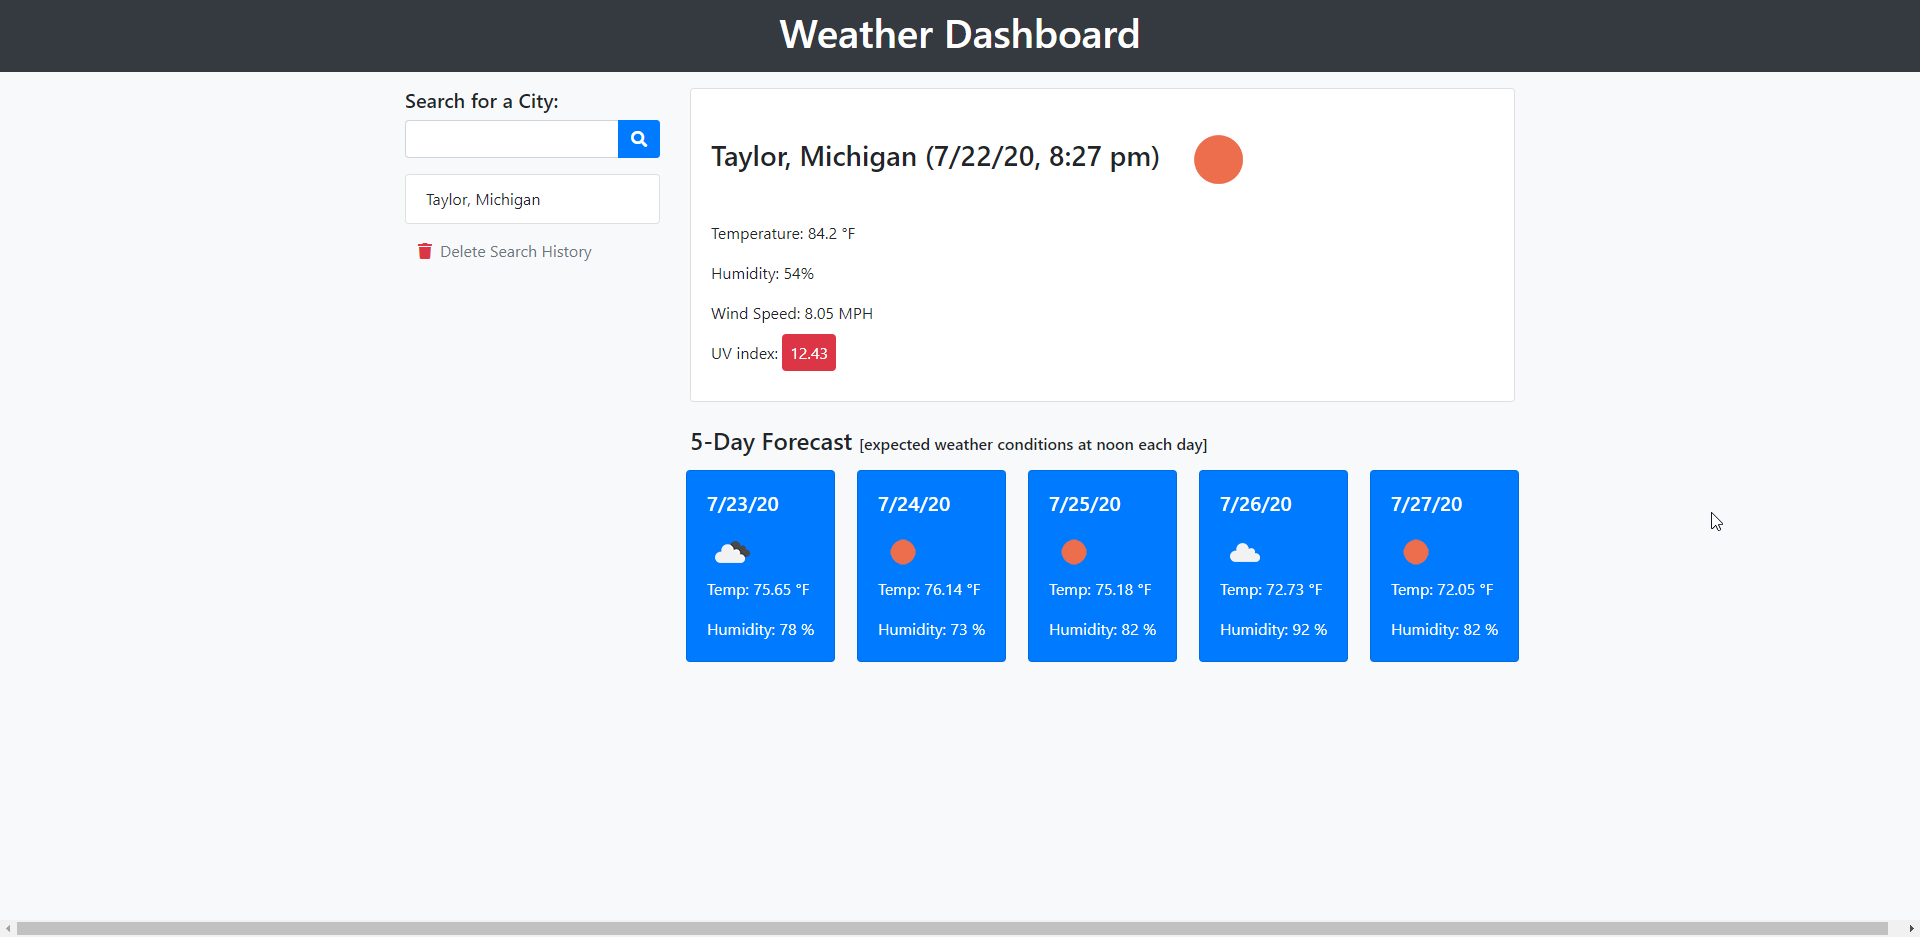 Weather Dashboard
Search for a City:
Taylor, Michigan
Delete Search History
Taylor, Michigan (7/22/20, 8:27 pm)
Temperature: 84.2 °F
Humidity: 54%
Wind Speed: 8.05 MPH
UV index: 12.43
5-Day Forecast [expected weather conditions at noon each day]
7/23/20
Temp: 75.65 °F
Humidity: 78 %
7/24/20
Temp: 76.14 °F
Humidity: 73 %
7/25/20
Temp: 75.18 °F
Humidity: 82 %
7/26/20
Temp: 72.73 °F
Humidity: 92 %
7/27/20
Temp: 72.05 °F
Humidity: 82 %